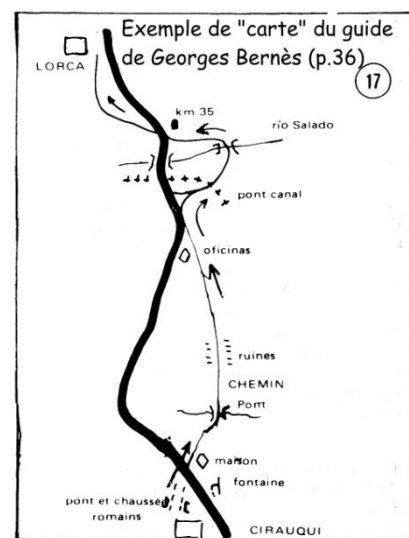 Exemple de "carte" du guide
de Georges Bernès (p.36)
17
LORCA
km 35
río Salado
pont canal
oficinas
ruines
CHEMIN
Pont
maison
fontaine
pont et chaussée
romains
CIRAUQUI